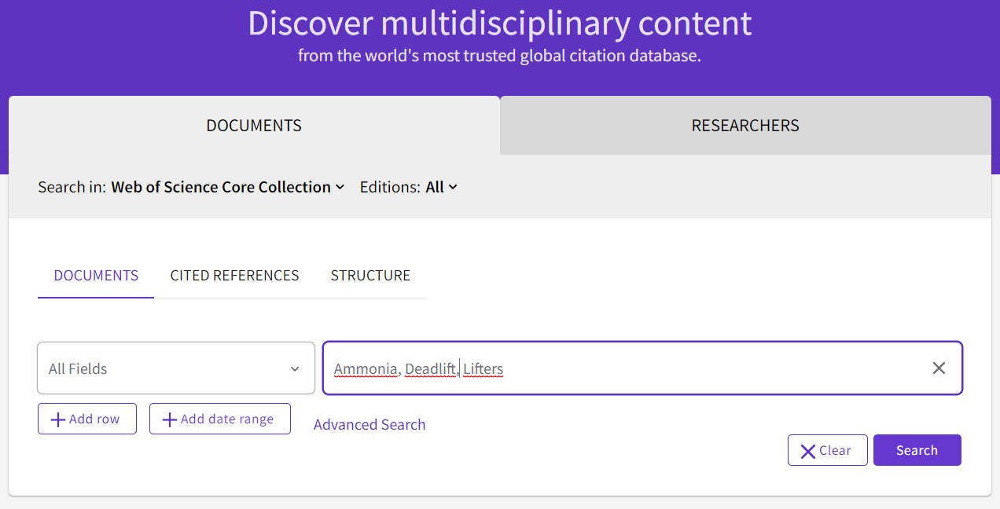 Discover multidisciplinary content
from the world's most trusted global citation database.
DOCUMENTS RESEARCHERS
Search in: Web of Science Core Collection Editions: All
DOCUMENTS CITED REFERENCES STRUCTURE
All Fields Ammonia, Deadlift, Lifters
Add row Add date range Advanced Search
Clear Search